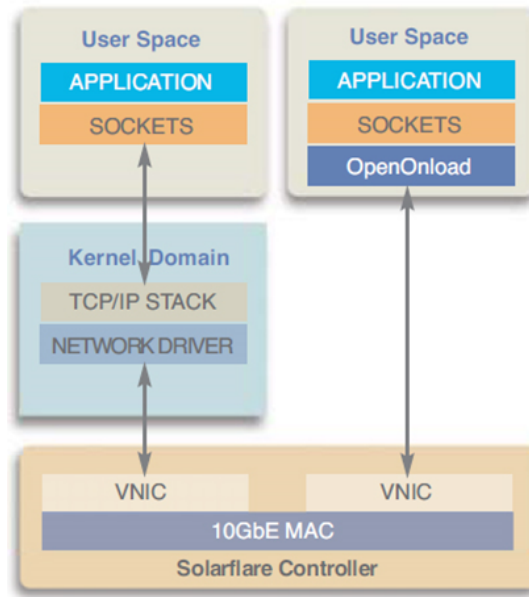 User Space
APPLICATION
SOCKETS
User Space
APPLICATION
SOCKETS
OpenOnload
Kernel Domain
TCP/IP STACK
NETWORK DRIVER
VNIC
VNIC
10GbE MAC
Solarflare Controller